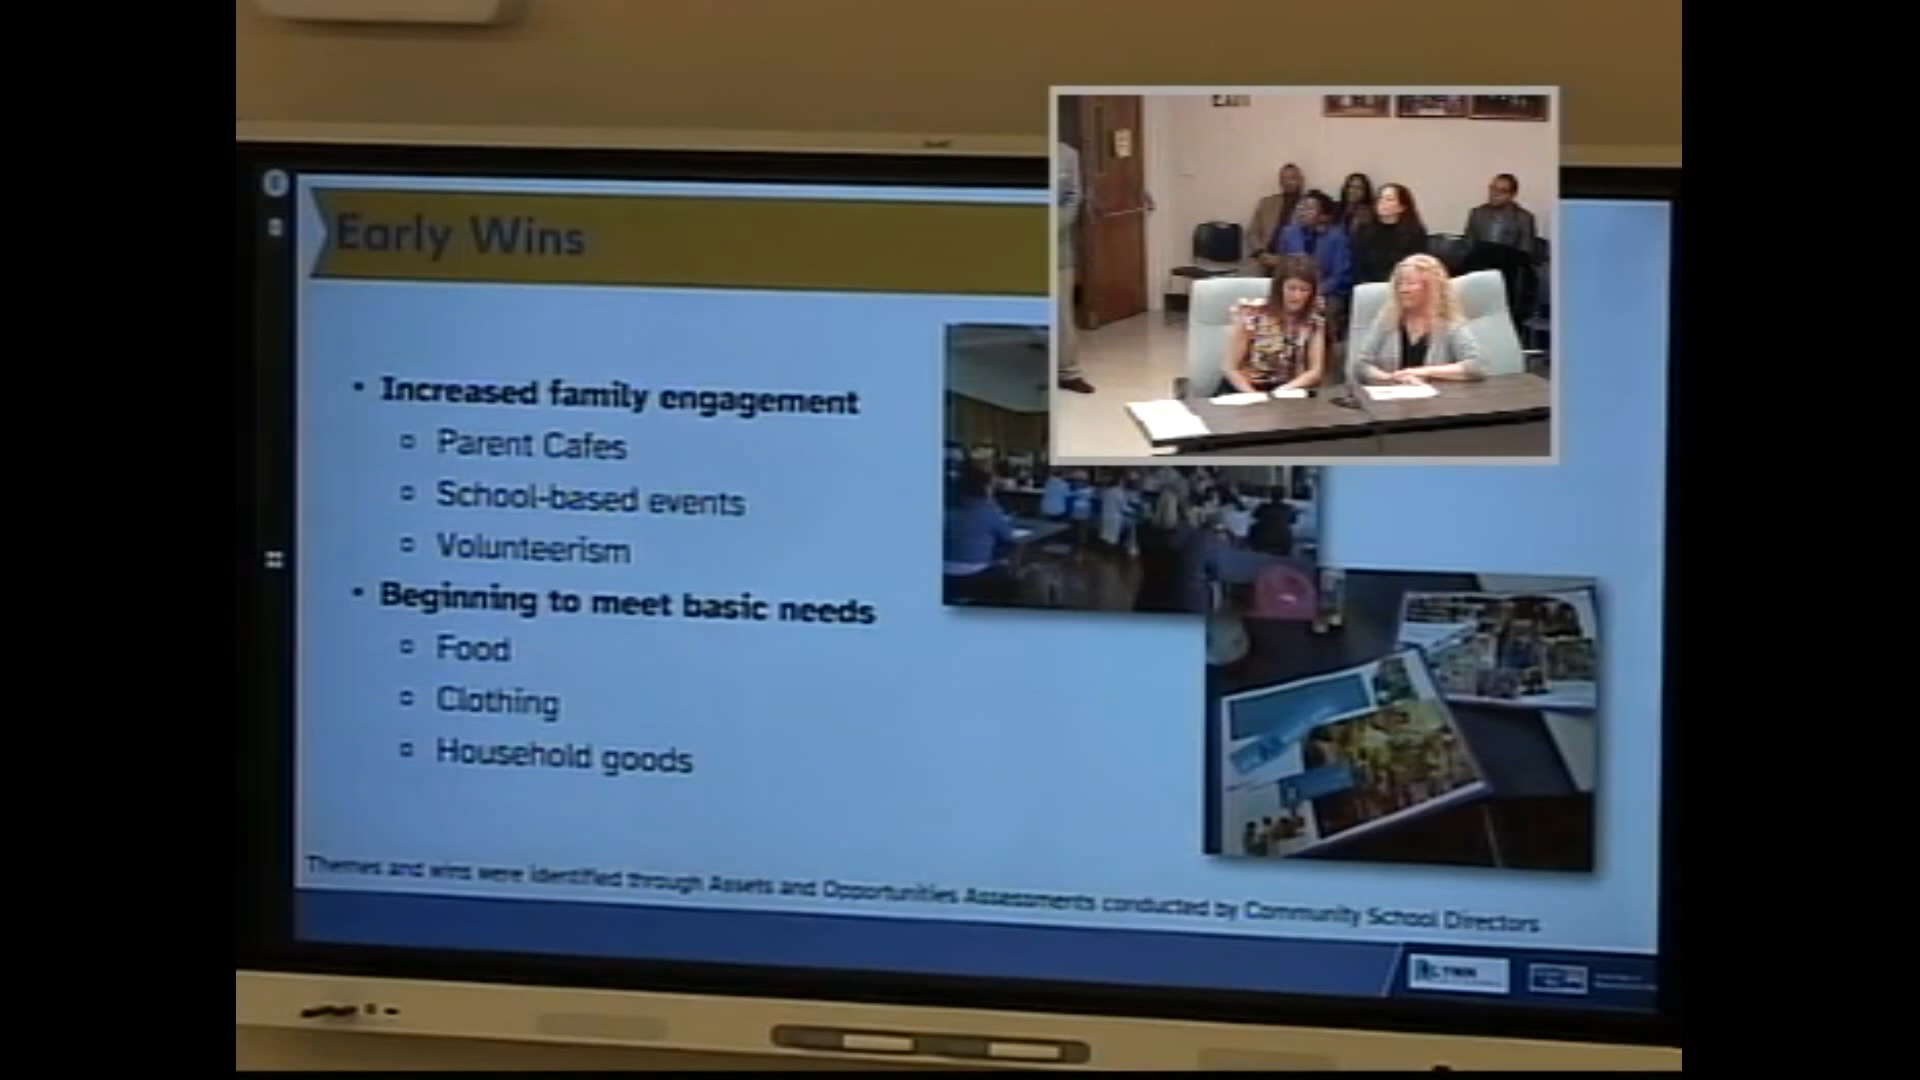 Early Wins
• Increased family engagement
▫ Parent Cafes
▫ School-based events
▫ Volunteerism
• Beginning to meet basic needs
▫ Food
▫ Clothing
▫ Household goods
Themes and wins were identified through Assets and Opportunities Assessments conducted by Community School Directors